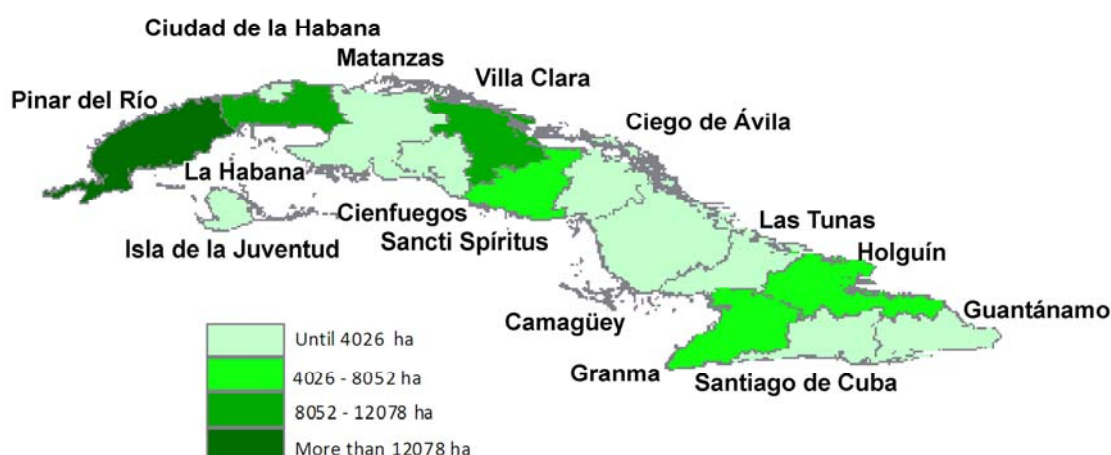 Ciudad de la Habana
Matanzas
Villa Clara
Pinar del Río
Ciego de Ávila
La Habana
Cienfuegos
Las Tunas
Isla de la Juventud
Sancti Spíritus
Holguín
Guantánamo
Camagüey
Granma
Santiago de Cuba
Until 4026 ha
4026 - 8052 ha
8052 - 12078 ha
More than 12078 ha